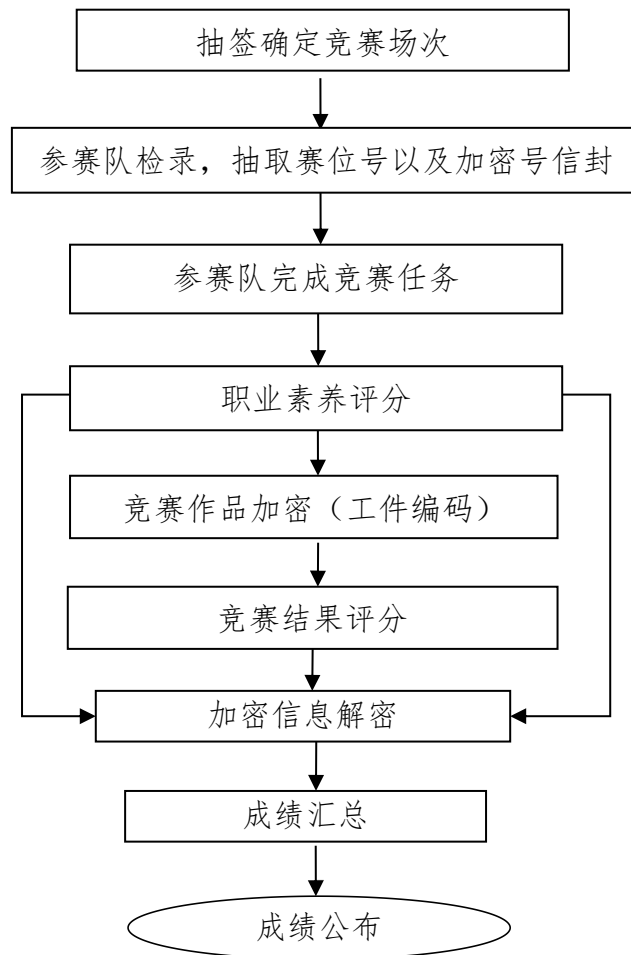 抽签确定竞赛场次
参赛队检录，抽取赛位号以及加密号信封
参赛队完成竞赛任务
职业素养评分
竞赛作品加密（工件编码）
竞赛结果评分
加密信息解密
成绩汇总
成绩公布